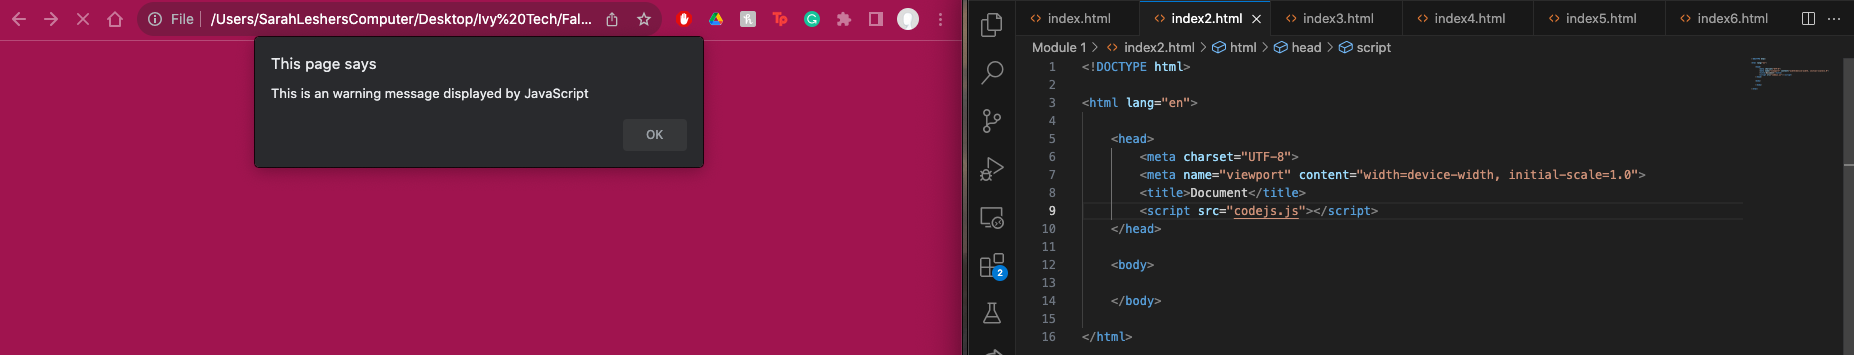 File /Users/SarahLeshersComputer/Desktop/Ivy%20Tech/Fal...
This page says
This is an warning message displayed by JavaScript
OK
index.html index2.html index3.html index4.html index5.html index6.html
Module 1 > index2.html > html > head > script
1 <!DOCTYPE html>
2
3 <html lang="en">
4
5 <head>
6 <meta charset="UTF-8">
7 <meta name="viewport" content="width=device-width, initial-scale=1.0">
8 <title>Document</title>
9 <script src="codejs.js"></script>
10 </head>
11
12 <body>
13
14 </body>
15
16 </html>
2